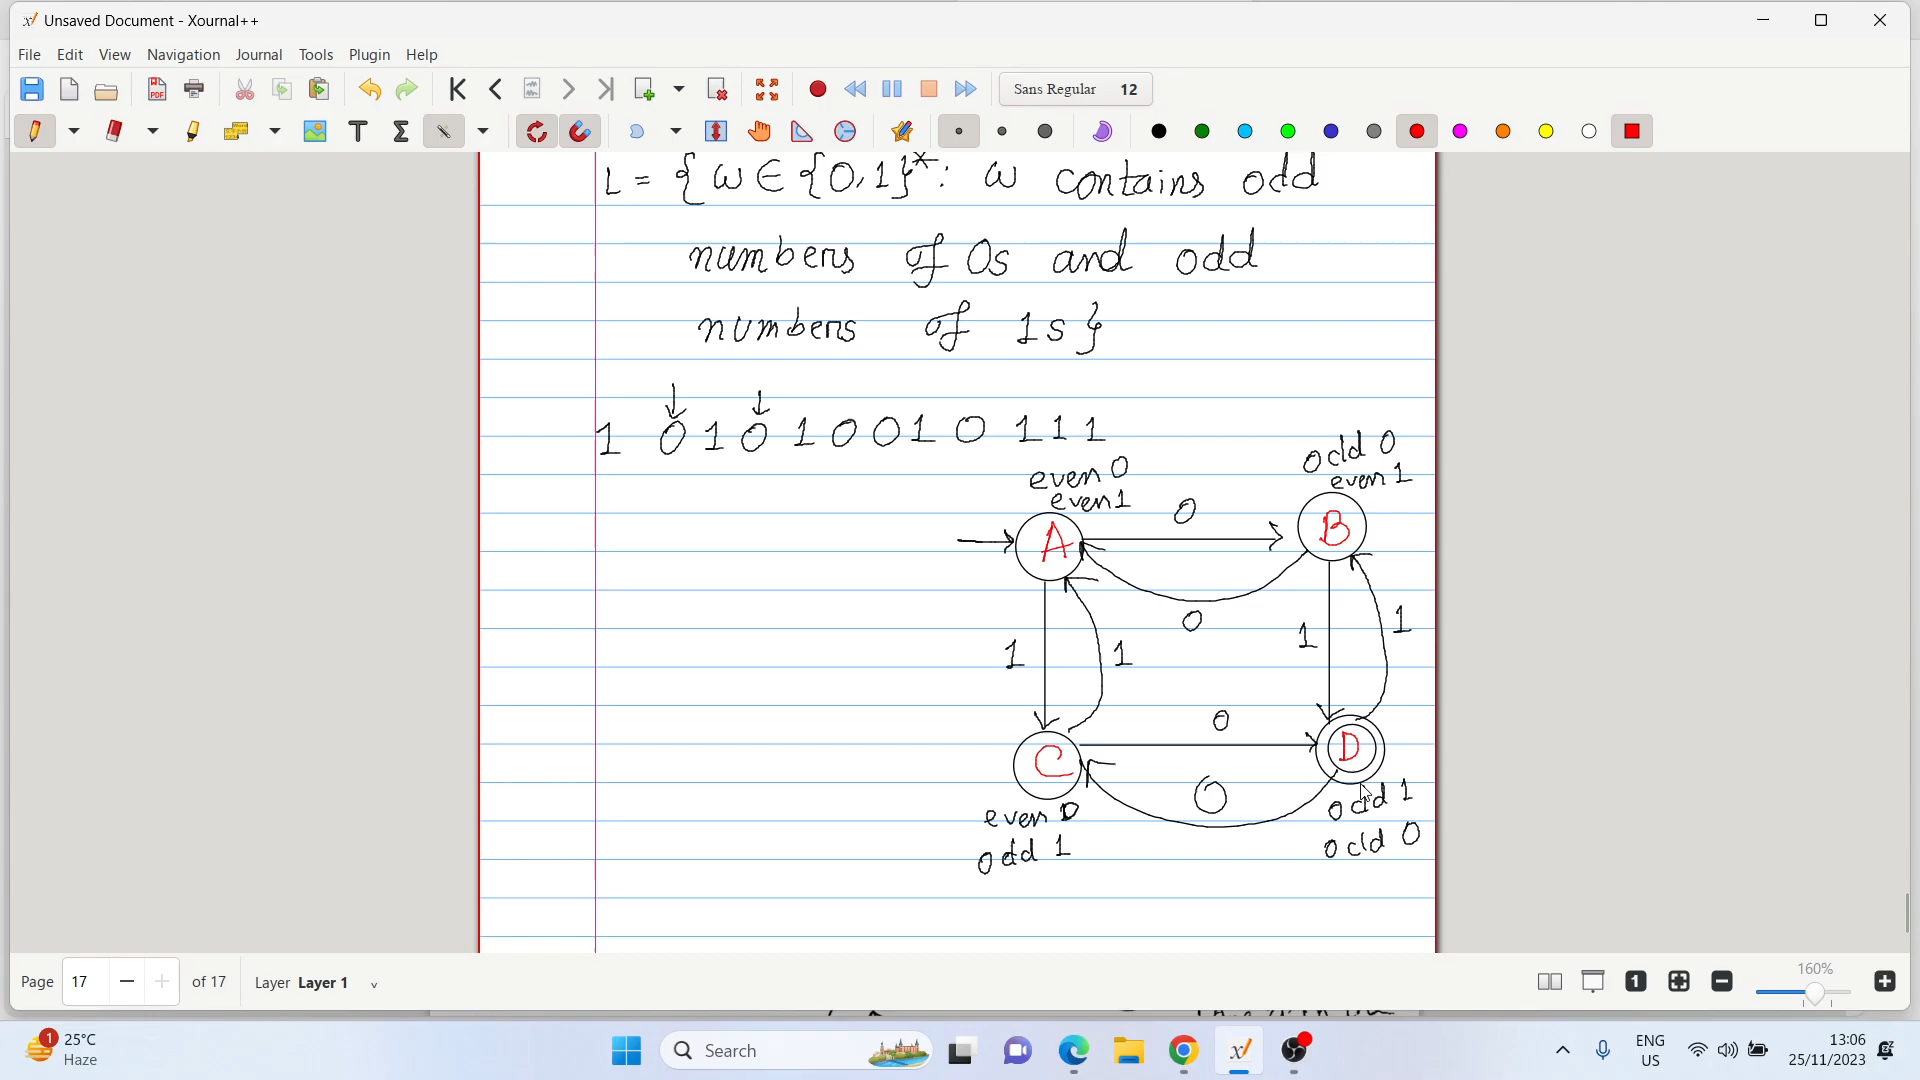 Unsaved Document - Xournal++
File Edit View Navigation Journal Tools Plugin Help
PDF
Sans Regular 12
L = { ω ∈ {0,1}*: ω contains odd
numbers of 0s and odd
numbers of 1s }
1 0 1 0 1 0 0 1 0 1 1 1
even 0
even 1
odd 0
even 1
0
A
B
0
1
1
1
1
0
C
D
0
even 0
odd 1
odd 1
odd 0
Page 17 of 17 Layer Layer 1
160%
1
25°C
Haze
Search
ENG
US
13:06
25/11/2023